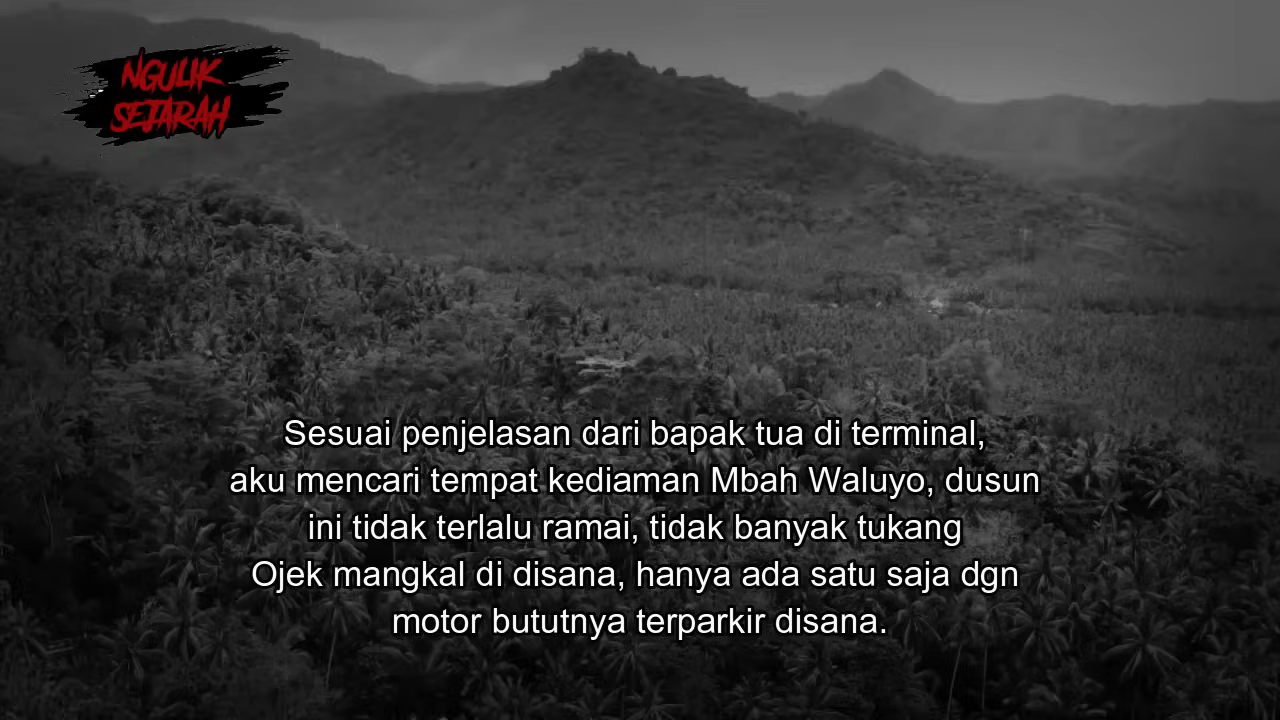 NGULIK
SEJARAH
Sesuai penjelasan dari bapak tua di terminal,
aku mencari tempat kediaman Mbah Waluyo, dusun
ini tidak terlalu ramai, tidak banyak tukang
Ojek mangkal di disana, hanya ada satu saja dgn
motor bututnya terparkir disana.